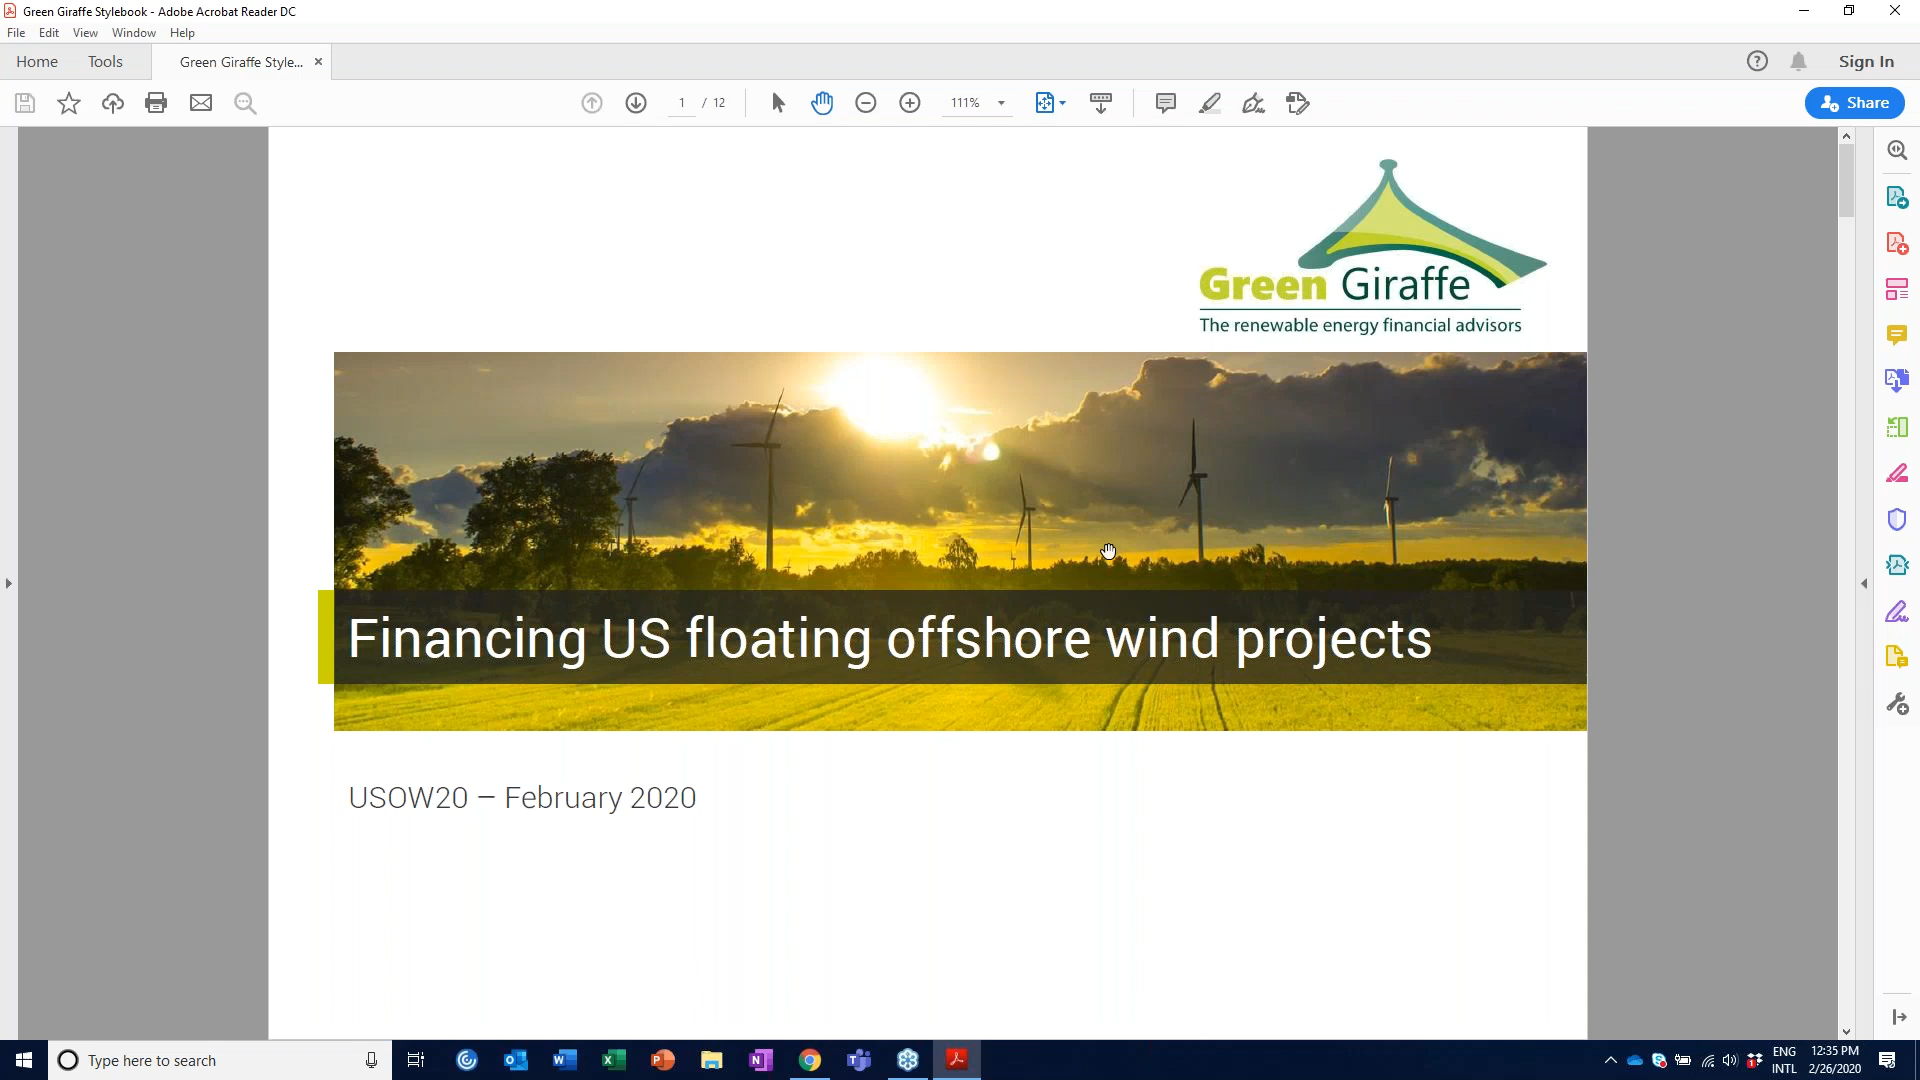 Green Giraffe Stylebook - Adobe Acrobat Reader DC
File Edit View Window Help
Home Tools Green Giraffe Style... Sign In
1 / 12 111% Share
Green Giraffe
The renewable energy financial advisors
Financing US floating offshore wind projects
USOW20 – February 2020
Type here to search
ENG 12:35 PM
INTL 2/26/2020